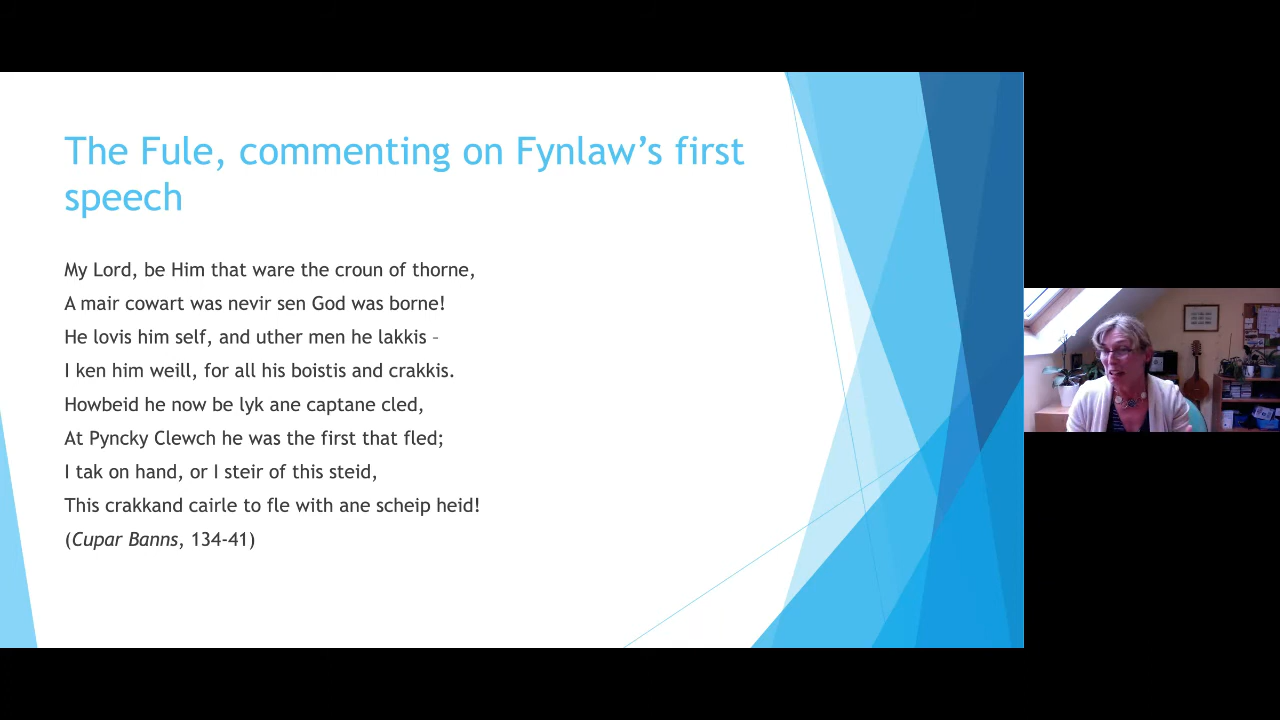 The Fule, commenting on Fynlaw’s first
speech
My Lord, be Him that ware the croun of thorne,
A mair cowart was nevir sen God was borne!
He lovis him self, and uther men he lakkis –
I ken him weill, for all his boistis and crakkis.
Howbeid he now be lyk ane captane cled,
At Pyncky Clewch he was the first that fled;
I tak on hand, or I steir of this steid,
This crakkand cairle to fle with ane scheip heid!
(Cupar Banns, 134-41)